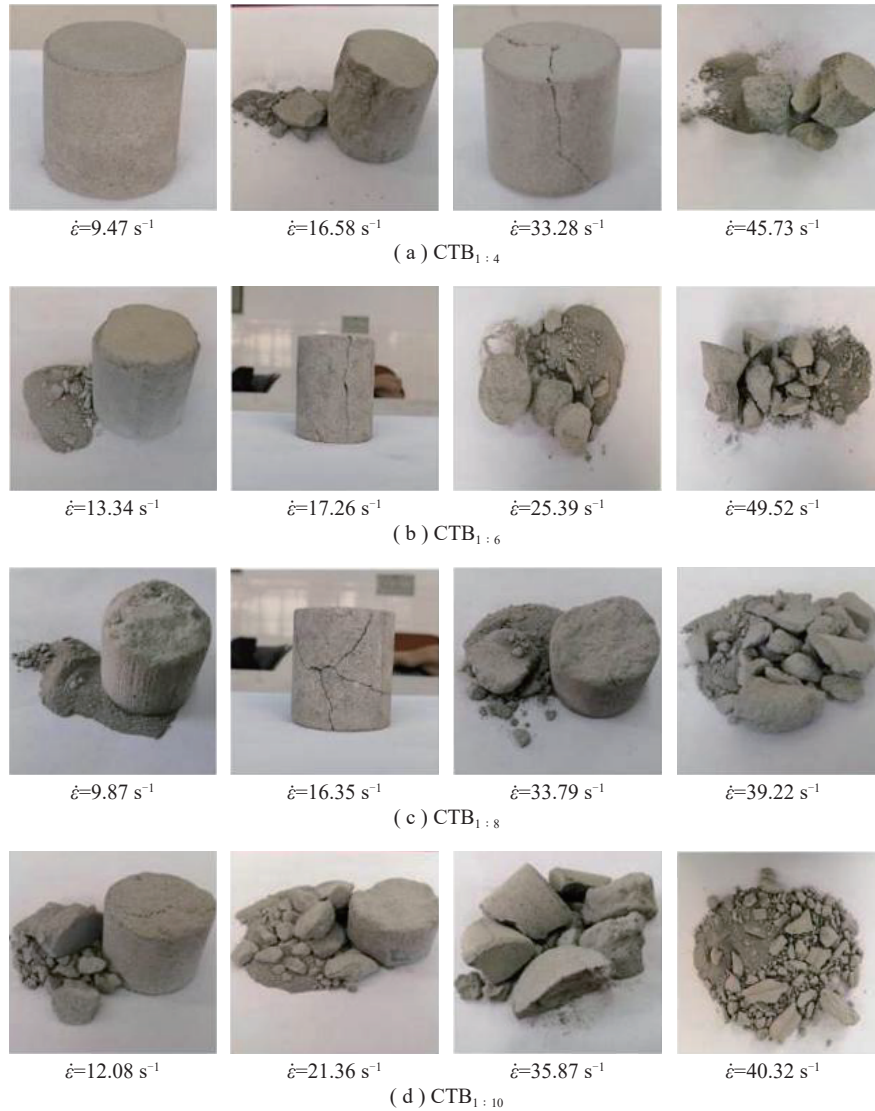 ε̇=9.47 s⁻¹ ε̇=16.58 s⁻¹ ε̇=33.28 s⁻¹ ε̇=45.73 s⁻¹
( a ) CTB₁:₄
ε̇=13.34 s⁻¹ ε̇=17.26 s⁻¹ ε̇=25.39 s⁻¹ ε̇=49.52 s⁻¹
( b ) CTB₁:₆
ε̇=9.87 s⁻¹ ε̇=16.35 s⁻¹ ε̇=33.79 s⁻¹ ε̇=39.22 s⁻¹
( c ) CTB₁:₈
ε̇=12.08 s⁻¹ ε̇=21.36 s⁻¹ ε̇=35.87 s⁻¹ ε̇=40.32 s⁻¹
( d ) CTB₁:₁₀